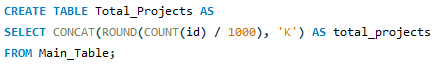 CREATE TABLE Total_Projects AS
SELECT CONCAT(ROUND(COUNT(id) / 1000), 'K') AS total_projects
FROM Main_Table;